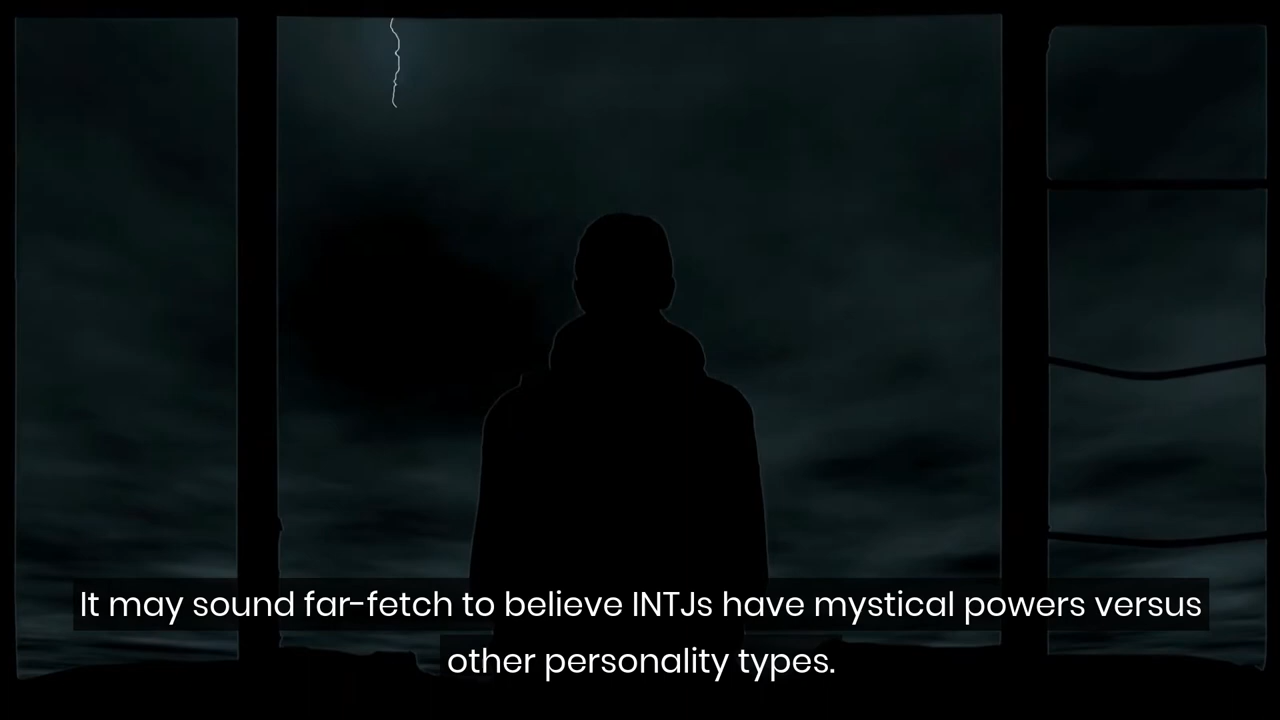 It may sound far-fetch to believe INTJs have mystical powers versus
other personality types.